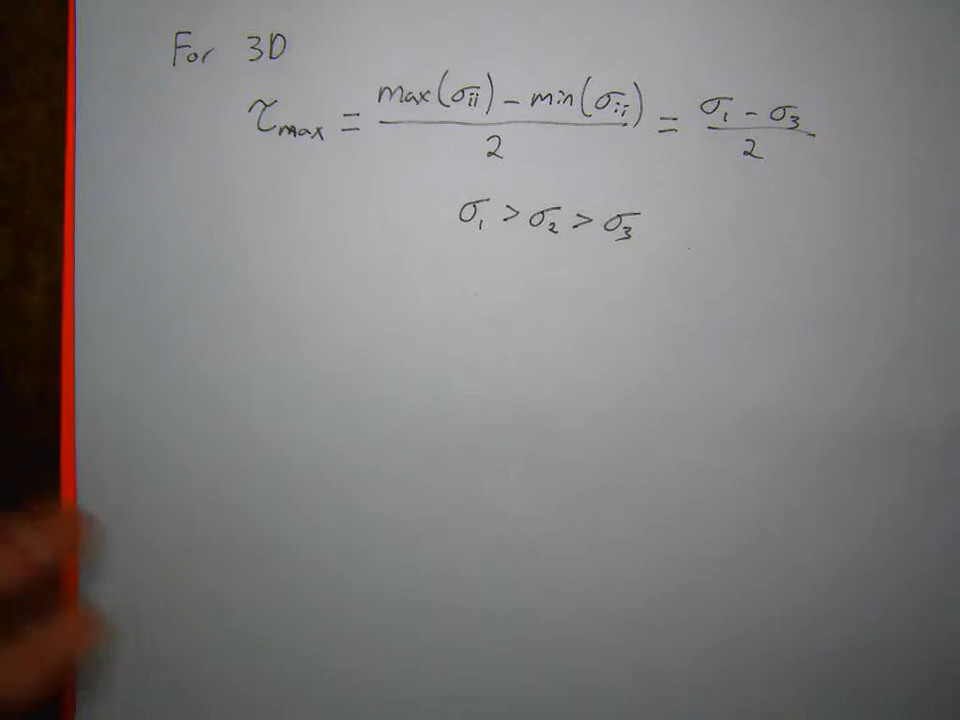 For 3D
τmax = max(σii) - min(σii) / 2 = σ1 - σ3 / 2
σ1 > σ2 > σ3